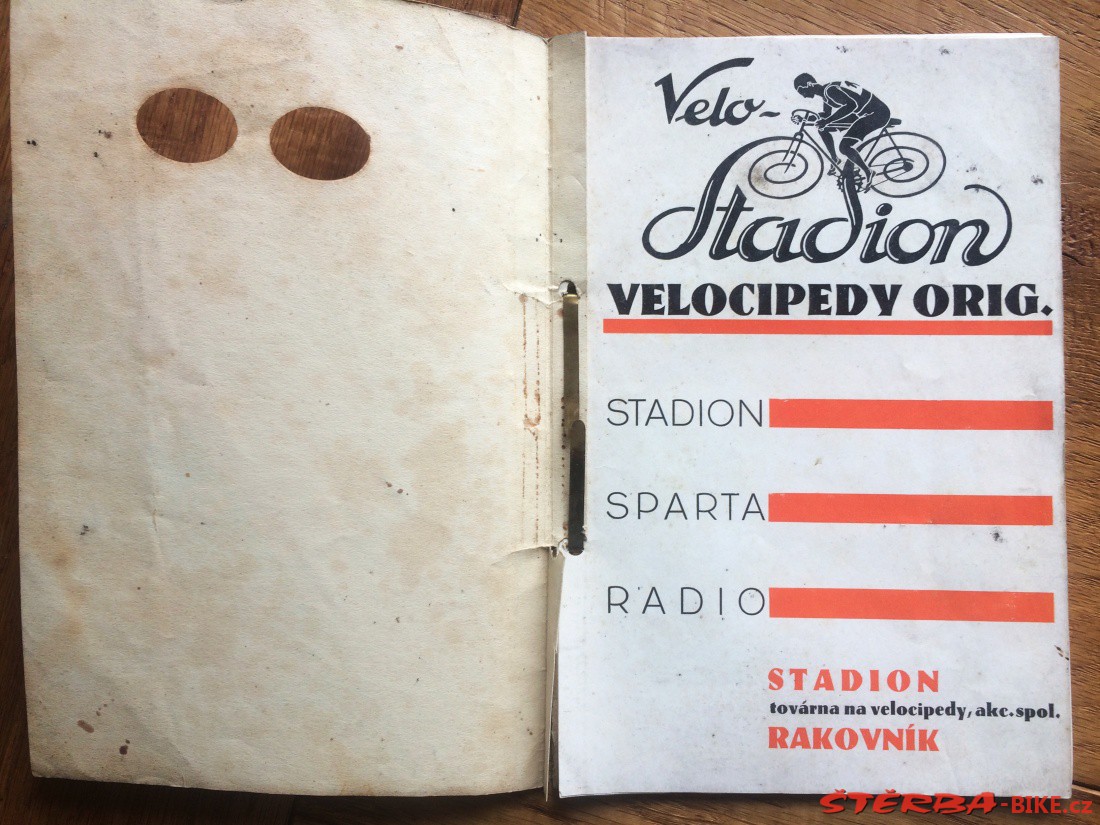 Velo-
Stadion
VELOCIPEDY ORIG.
STADION
SPARTA
RADIO
STADION
továrna na velocipedy, akc. spol.
RAKOVNÍK
ŠTĚRBA-BIKE.cz